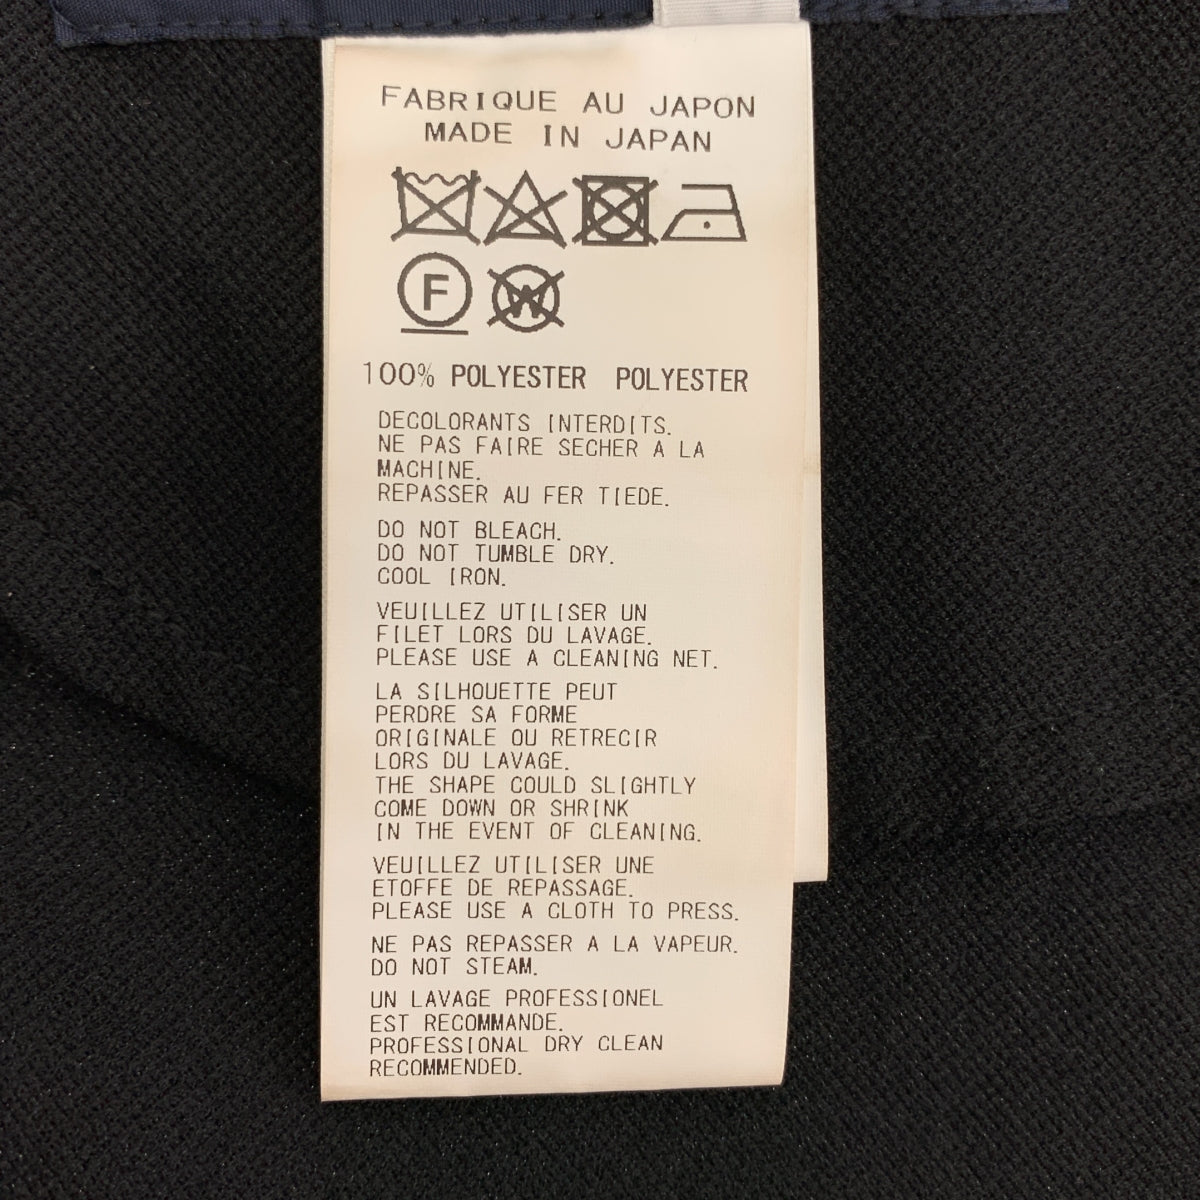 FABRIQUE AU JAPON
MADE IN JAPAN
F W
100% POLYESTER POLYESTER
DECOLORANTS INTERDITS.
NE PAS FAIRE SECHER A LA
MACHINE.
REPASSER AU FER TIEDE.
DO NOT BLEACH.
DO NOT TUMBLE DRY.
COOL IRON.
VEUILLEZ UTILISER UN
FILET LORS DU LAVAGE.
PLEASE USE A CLEANING NET.
LA SILHOUETTE PEUT
PERDRE SA FORME
ORIGINALE OU RETRECIR
LORS DU LAVAGE.
THE SHAPE COULD SLIGHTLY
COME DOWN OR SHRINK
IN THE EVENT OF CLEANING.
VEUILLEZ UTILISER UNE
ETOFFE DE REPASSAGE.
PLEASE USE A CLOTH TO PRESS.
NE PAS REPASSER A LA VAPEUR.
DO NOT STEAM.
UN LAVAGE PROFESSIONEL
EST RECOMMANDE.
PROFESSIONAL DRY CLEAN
RECOMMENDED.